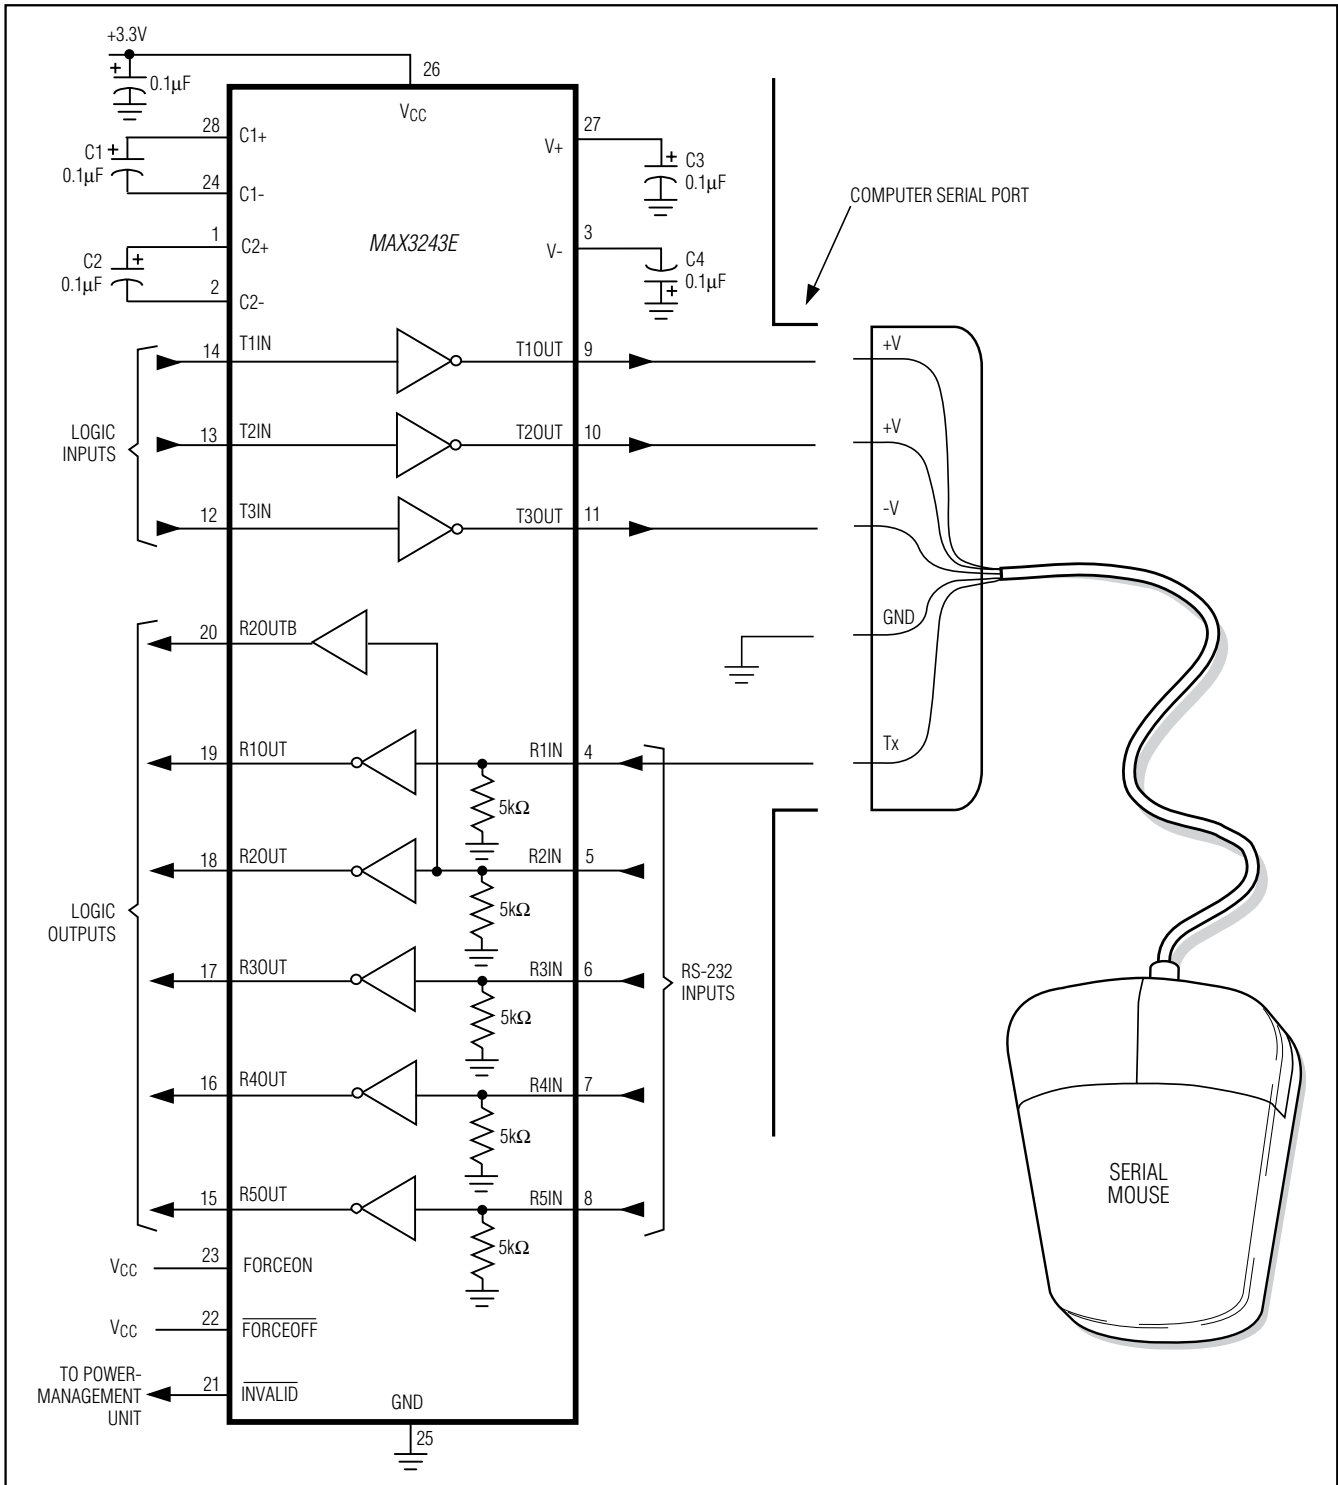 +3.3V
0.1µF
26
VCC
28
C1+
C1
0.1µF
24
C1-
1
C2+
C2
0.1µF
2
C2-
MAX3243E
27
V+
C3
0.1µF
3
V-
C4
0.1µF
COMPUTER SERIAL PORT
LOGIC
INPUTS
14
T1IN
T1OUT
9
13
T2IN
T2OUT
10
12
T3IN
T3OUT
11
+V
+V
-V
GND
Tx
LOGIC
OUTPUTS
20
R2OUTB
19
R1OUT
R1IN
4
5kΩ
18
R2OUT
R2IN
5
5kΩ
17
R3OUT
R3IN
6
5kΩ
16
R4OUT
R4IN
7
5kΩ
15
R5OUT
R5IN
8
5kΩ
RS-232
INPUTS
VCC
23
FORCEON
VCC
22
FORCEOFF
TO POWER-
MANAGEMENT
UNIT
21
INVALID
GND
25
SERIAL
MOUSE